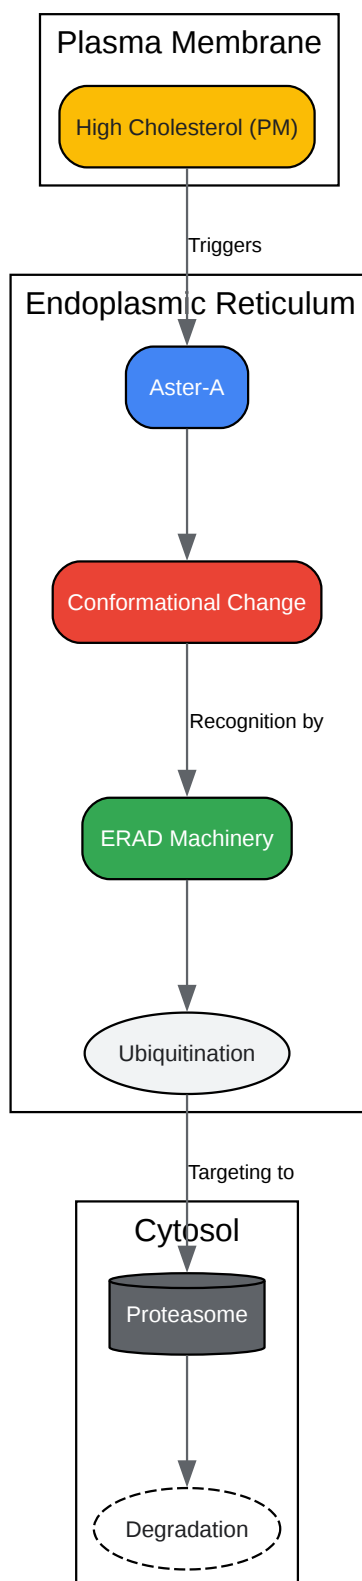 Plasma Membrane
High Cholesterol (PM)
Triggers
Endoplasmic Reticulum
Aster-A
Conformational Change
Recognition by
ERAD Machinery
Ubiquitination
Targeting to
Cytosol
Proteasome
Degradation